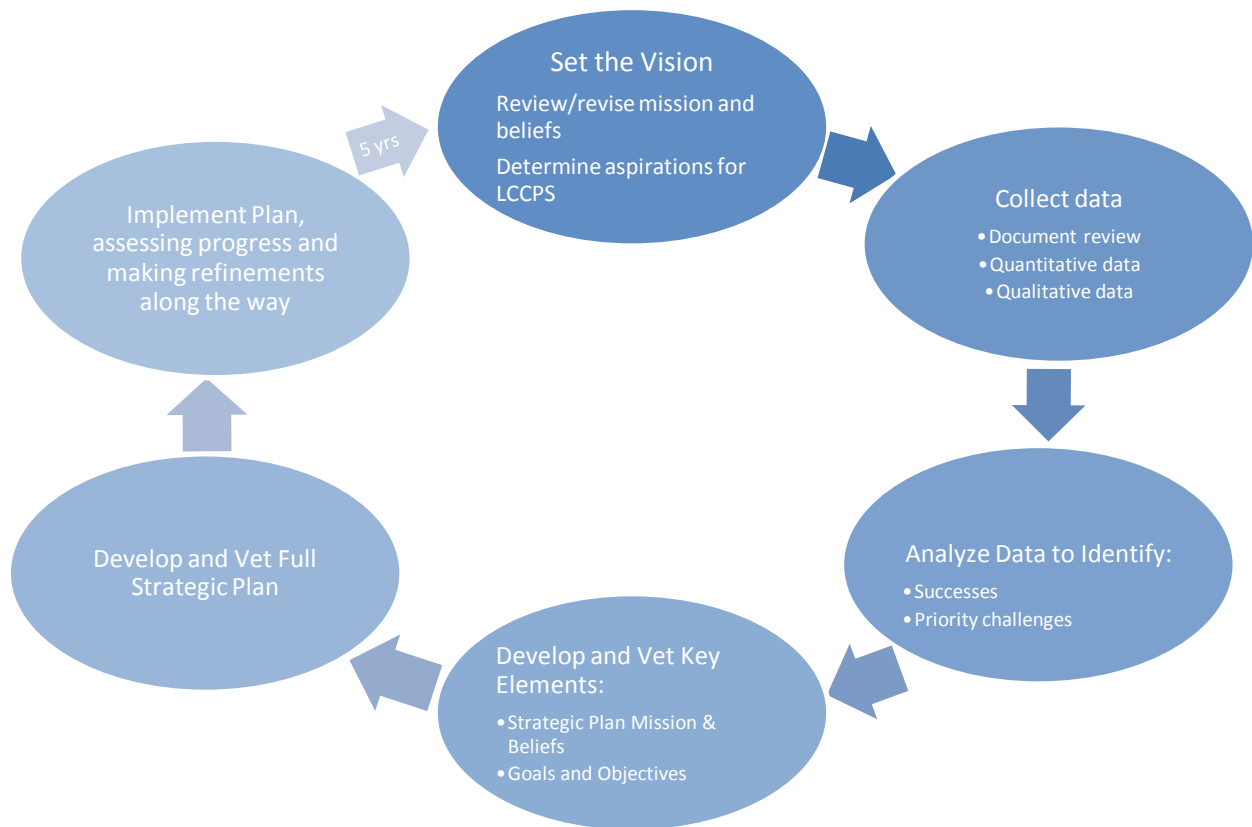 Set the Vision
Review/revise mission and
beliefs
Determine aspirations for
LCCPS
Collect data
•Document review
•Quantitative data
•Qualitative data
Analyze Data to Identify:
•Successes
•Priority challenges
Develop and Vet Key
Elements:
•Strategic Plan Mission &
Beliefs
•Goals and Objectives
Develop and Vet Full
Strategic Plan
Implement Plan,
assessing progress and
making refinements
along the way
5 yrs